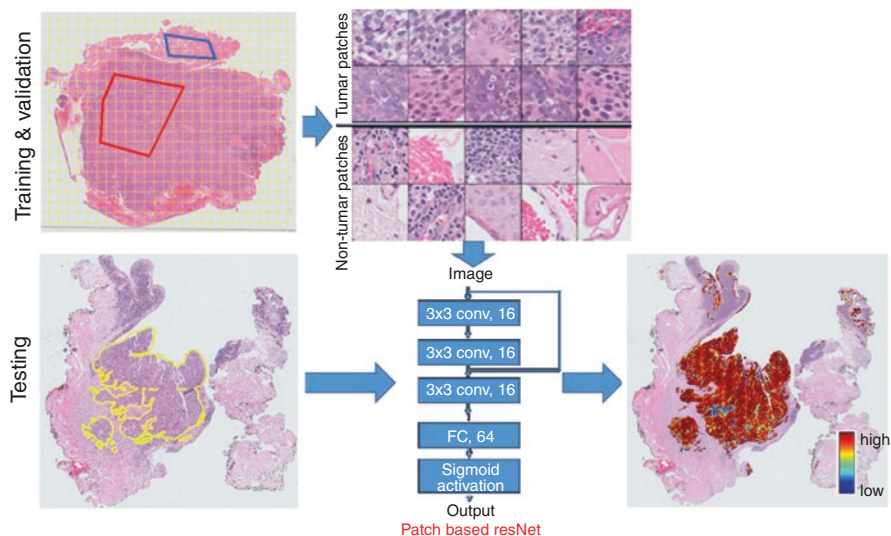 Training & validation
Tumar patches
Non-tumar patches
Image
3x3 conv, 16
3x3 conv, 16
3x3 conv, 16
FC, 64
Sigmoid
activation
Output
Patch based resNet
Testing
high
low